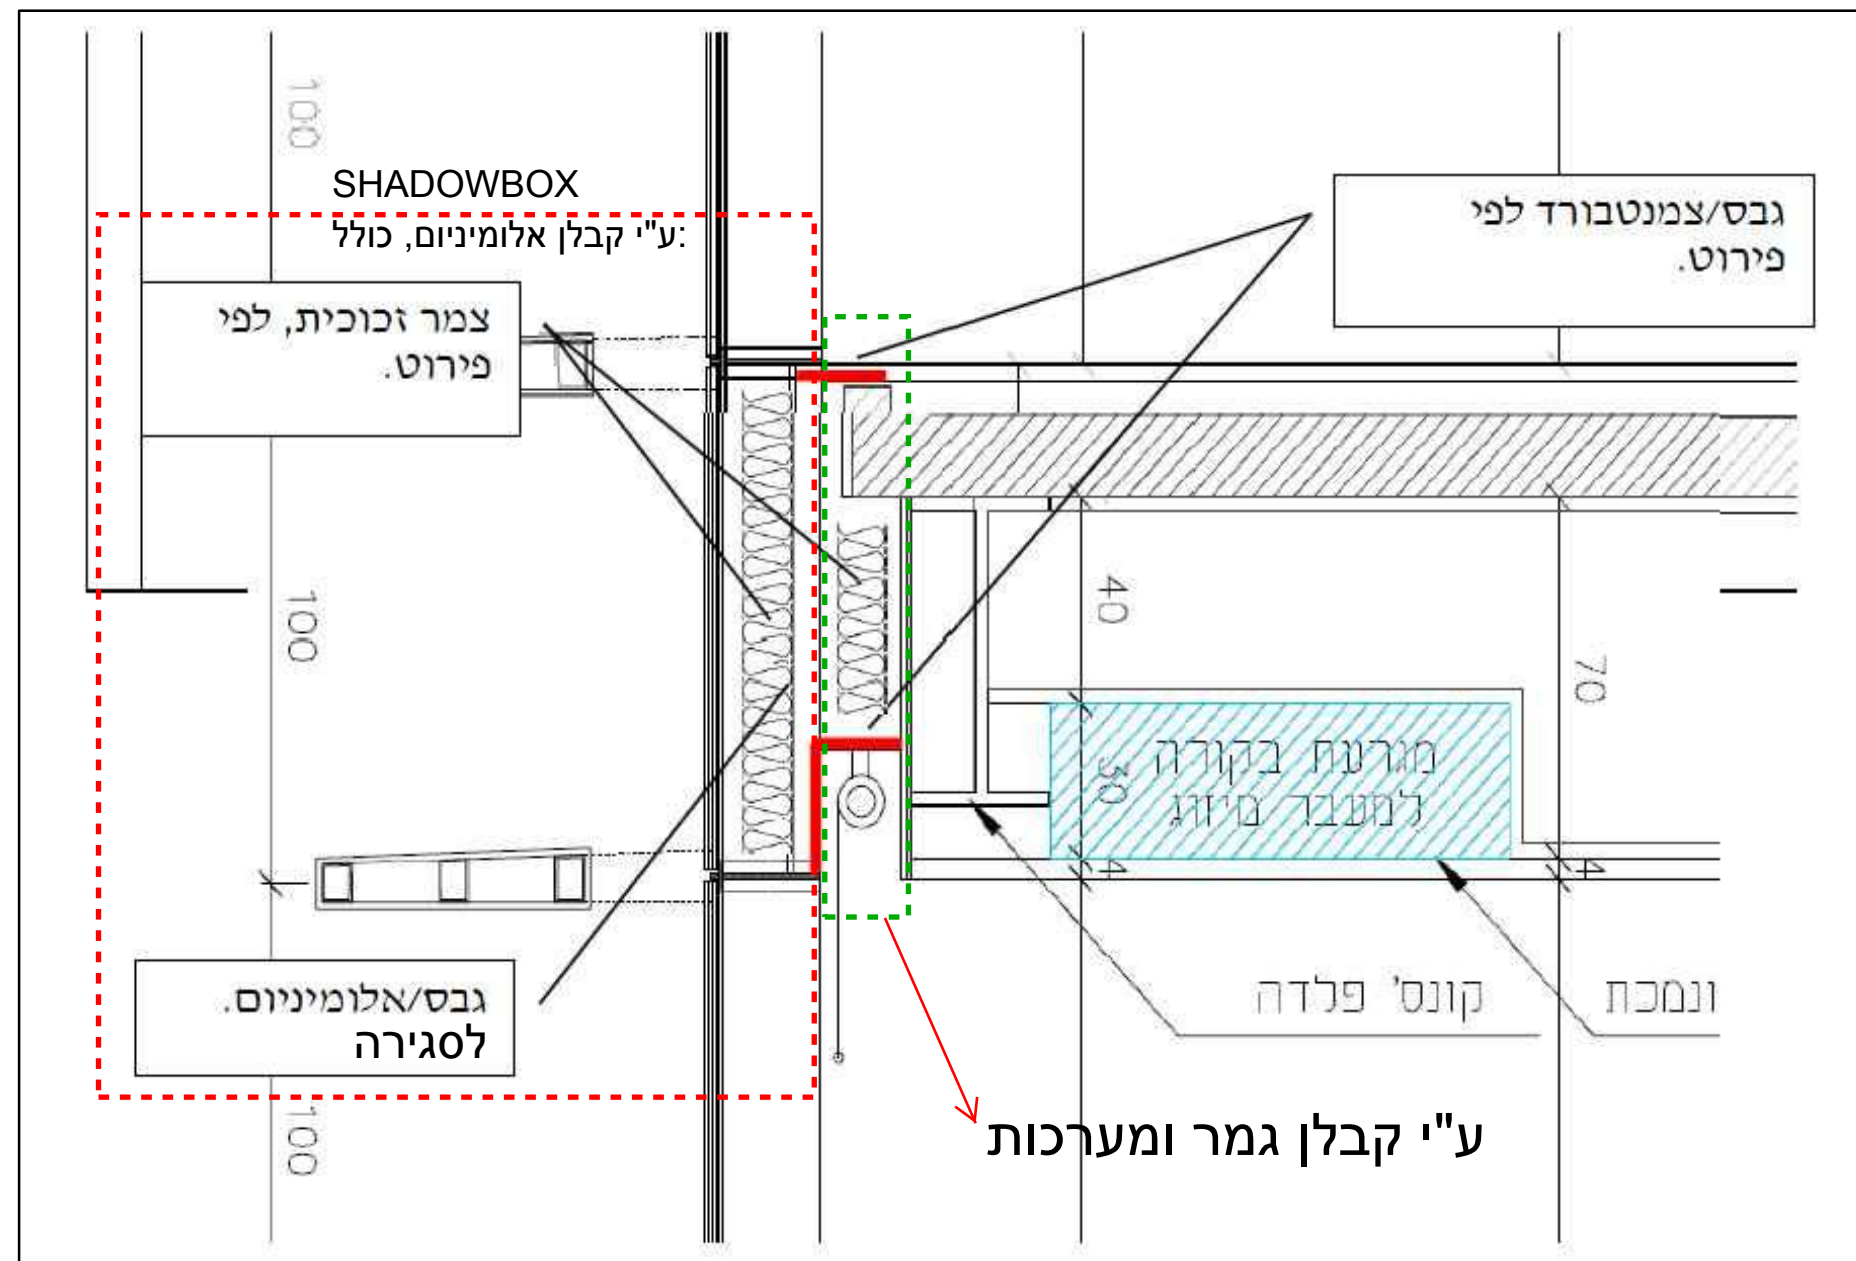 100
SHADOWBOX
ע"י קבלן אלומיניום, כולל:
גבס/צמנטבורד לפי
פירוט.
צמר זכוכית, לפי
פירוט.
100
40
70
מגרעת בקורה
למעבר מיזוג
30
4
4
גבס/אלומיניום.
לסגירה
קונס' פלדה
ונמכת
100
ע"י קבלן גמר ומערכות